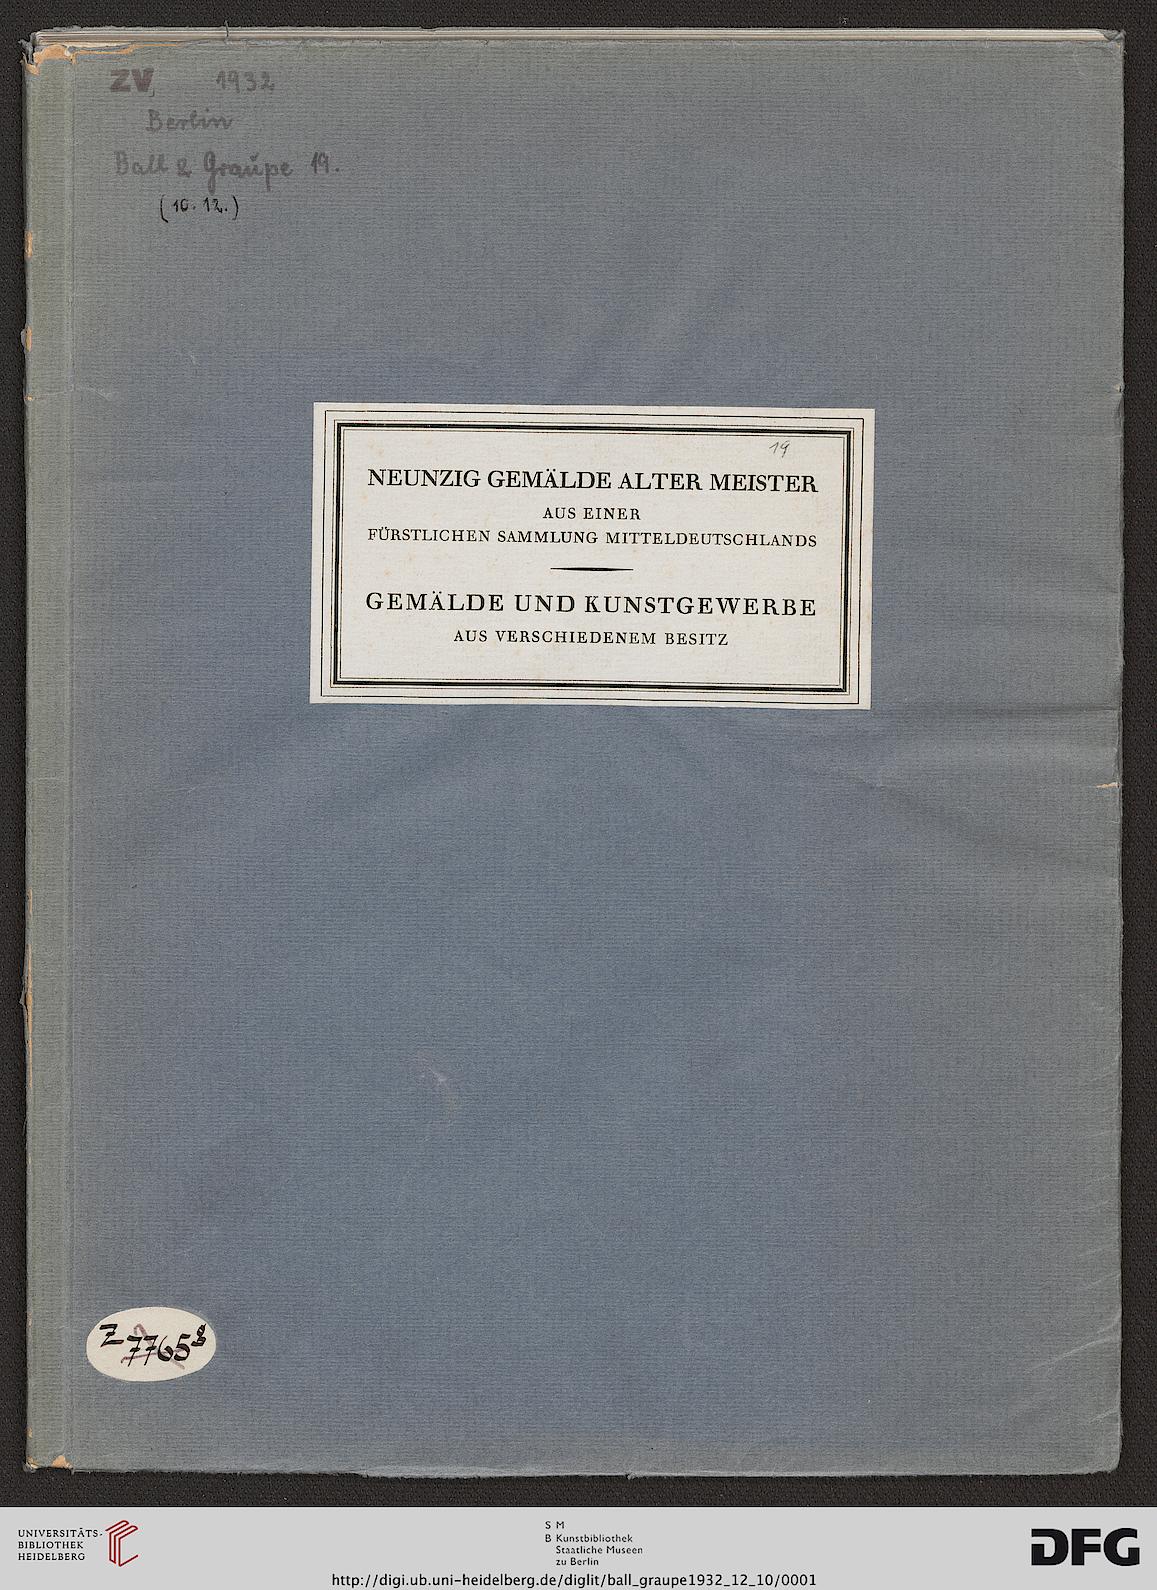 ZV, 1932
Berlin
Ball & Graupe 19.
(10.12.)
19
NEUNZIG GEMÄLDE ALTER MEISTER
AUS EINER
FÜRSTLICHEN SAMMLUNG MITTELDEUTSCHLANDS
GEMÄLDE UND KUNSTGEWERBE
AUS VERSCHIEDENEM BESITZ
Z
7765
UNIVERSITÄTS-
BIBLIOTHEK
HEIDELBERG
S M
B Kunstbibliothek
Staatliche Museen
zu Berlin
DFG
http://digi.ub.uni-heidelberg.de/diglit/ball_graupe1932_12_10/0001